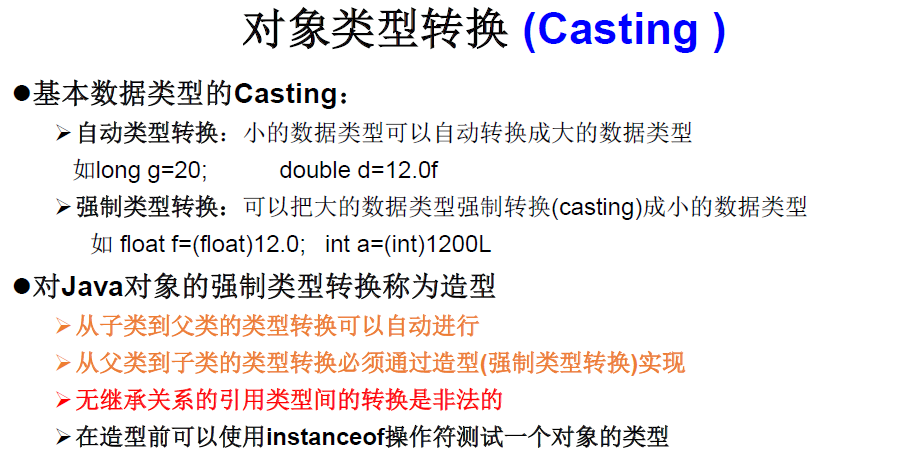 对象类型转换 (Casting )
●基本数据类型的Casting：
➢自动类型转换：小的数据类型可以自动转换成大的数据类型
如long g=20; double d=12.0f
➢强制类型转换：可以把大的数据类型强制转换(casting)成小的数据类型
如 float f=(float)12.0; int a=(int)1200L
●对Java对象的强制类型转换称为造型
➢从子类到父类的类型转换可以自动进行
➢从父类到子类的类型转换必须通过造型(强制类型转换)实现
➢无继承关系的引用类型间的转换是非法的
➢在造型前可以使用instanceof操作符测试一个对象的类型